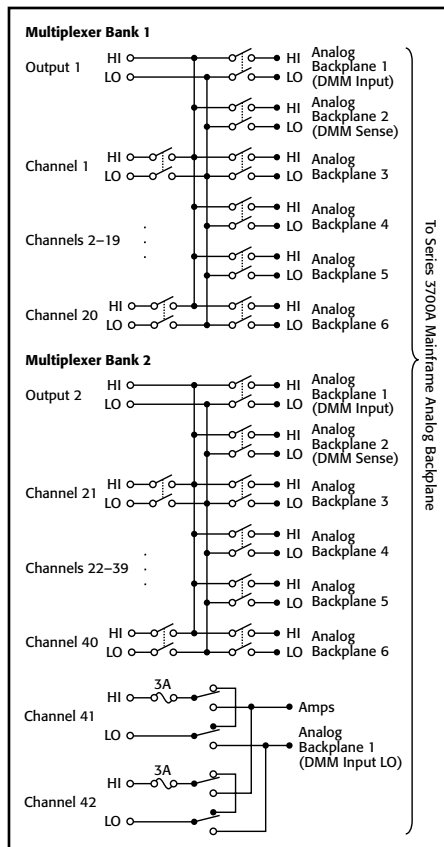 Multiplexer Bank 1
Output 1
HI
LO
HI Analog
LO Backplane 1
(DMM Input)
HI Analog
Backplane 2
LO (DMM Sense)
Channel 1
HI
LO
HI Analog
LO Backplane 3
Channels 2–19
HI Analog
LO Backplane 4
HI Analog
LO Backplane 5
Channel 20
HI
LO
HI Analog
LO Backplane 6
Multiplexer Bank 2
Output 2
HI
LO
HI Analog
LO Backplane 1
(DMM Input)
HI Analog
Backplane 2
LO (DMM Sense)
Channel 21
HI
LO
HI Analog
LO Backplane 3
Channels 22–39
HI Analog
LO Backplane 4
HI Analog
LO Backplane 5
Channel 40
HI
LO
HI Analog
LO Backplane 6
Channel 41
HI
3A
LO
Amps
Analog
Backplane 1
(DMM Input LO)
Channel 42
HI
3A
LO
To Series 3700A Mainframe Analog Backplane